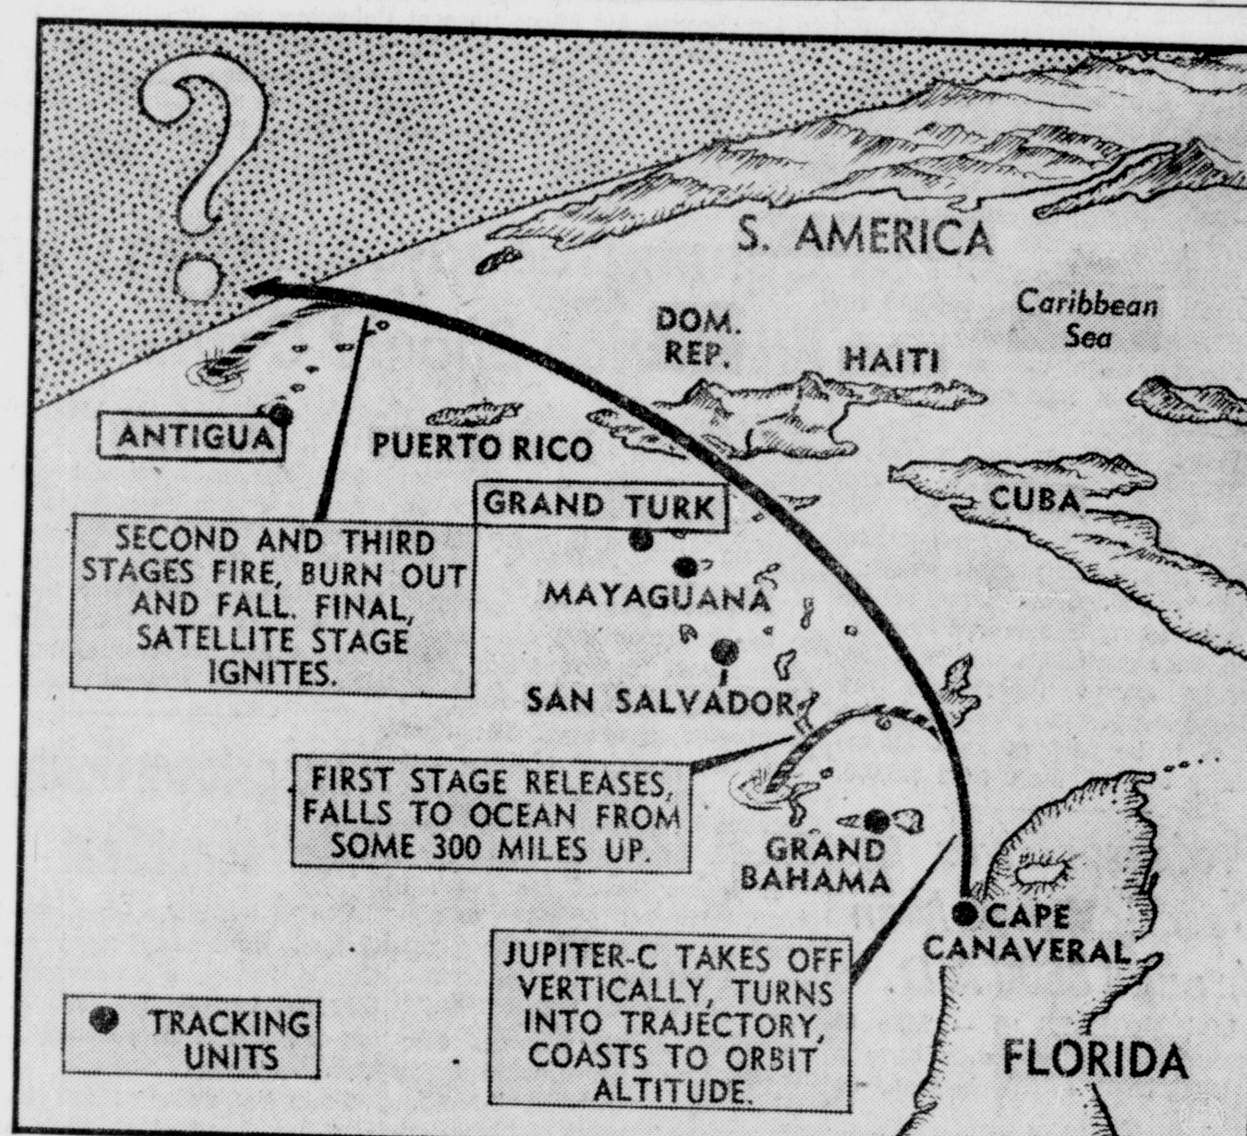 S. AMERICA
Caribbean
Sea
DOM.
REP.
HAITI
ANTIGUA
PUERTO RICO
GRAND TURK
CUBA
SECOND AND THIRD
STAGES FIRE, BURN OUT
AND FALL. FINAL,
SATELLITE STAGE
IGNITES.
MAYAGUANA
SAN SALVADOR
FIRST STAGE RELEASES,
FALLS TO OCEAN FROM
SOME 300 MILES UP.
GRAND
BAHAMA
CAPE
CANAVERAL
JUPITER-C TAKES OFF
VERTICALLY, TURNS
INTO TRAJECTORY,
COASTS TO ORBIT
ALTITUDE.
TRACKING
UNITS
FLORIDA
?